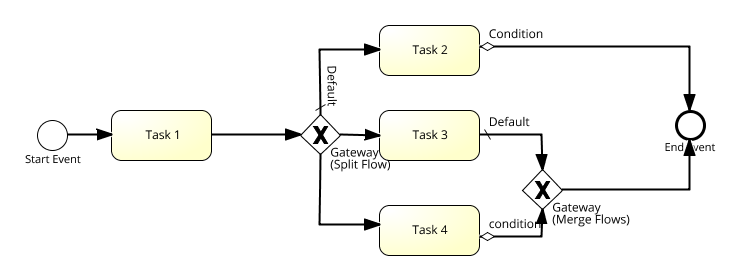 Condition
Task 2
Default
Task 1
Task 3
Default
X
Start Event
Gateway
(Split Flow)
End Event
X
Gateway
(Merge Flows)
Task 4
condition